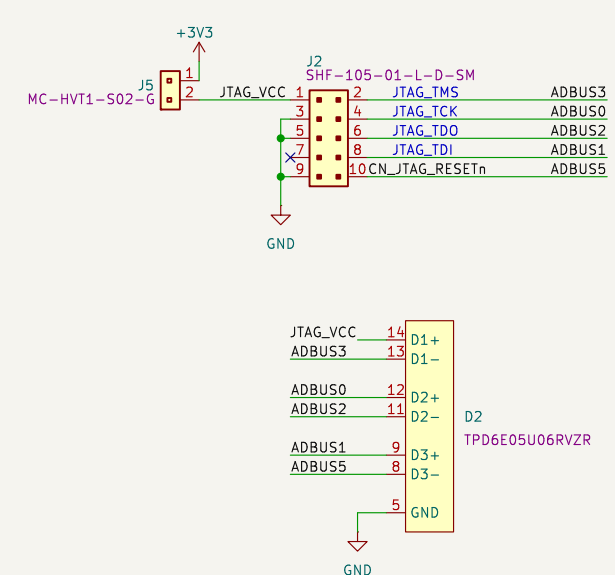 +3V3
J5
MC-HVT1-S02-G
1
2
JTAG_VCC
J2
SHF-105-01-L-D-SM
1 2 JTAG_TMS ADBUS3
3 4 JTAG_TCK ADBUS0
5 6 JTAG_TDO ADBUS2
7 8 JTAG_TDI ADBUS1
9 10 CN_JTAG_RESETn ADBUS5
GND
JTAG_VCC 14 D1+
ADBUS3 13 D1-
ADBUS0 12 D2+
ADBUS2 11 D2-
ADBUS1 9 D3+
ADBUS5 8 D3-
5 GND
D2
TPD6E05U06RVZR
GND